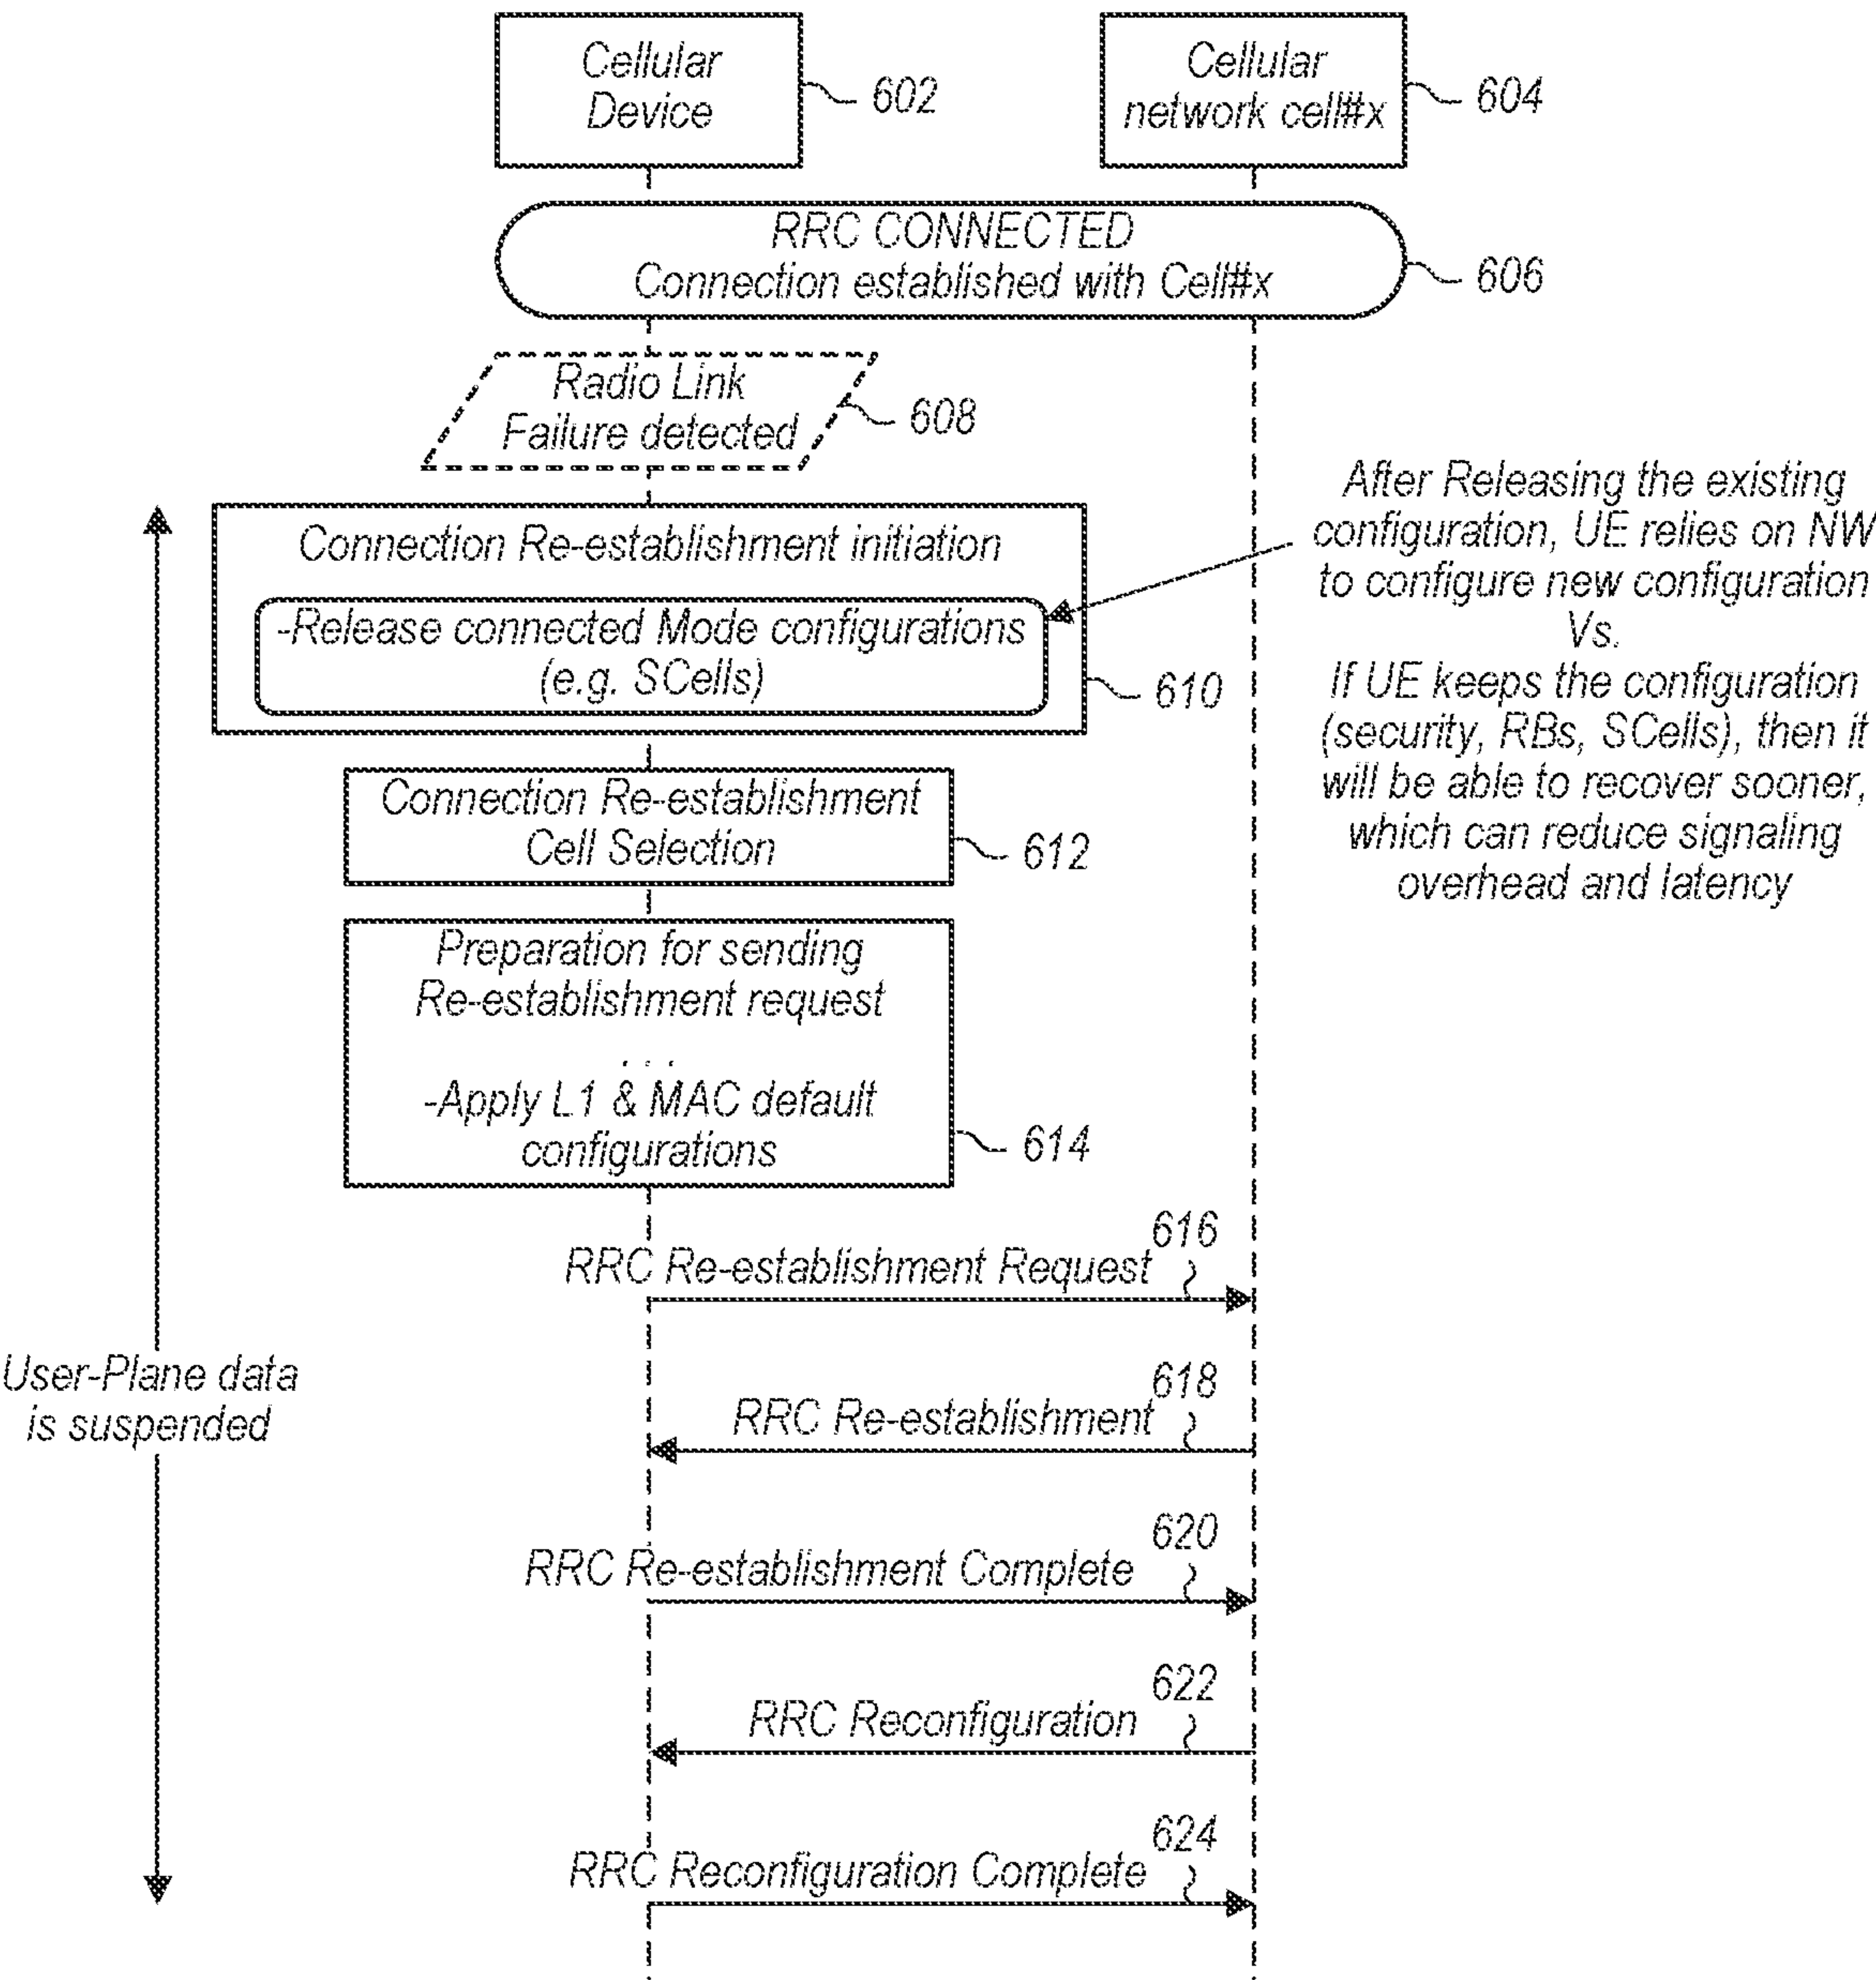 Cellular
Device
602
Cellular
network cell#x
604
RRC CONNECTED
Connection established with Cell#x
606
Radio Link
Failure detected
608
Connection Re-establishment initiation
-Release connected Mode configurations
(e.g. SCells)
610
After Releasing the existing
configuration, UE relies on NW
to configure new configuration
Vs.
If UE keeps the configuration
(security, RBs, SCells), then it
will be able to recover sooner,
which can reduce signaling
overhead and latency
Connection Re-establishment
Cell Selection
612
Preparation for sending
Re-establishment request
. . .
-Apply L1 & MAC default
configurations
614
616
RRC Re-establishment Request
User-Plane data
is suspended
618
RRC Re-establishment
620
RRC Re-establishment Complete
622
RRC Reconfiguration
624
RRC Reconfiguration Complete